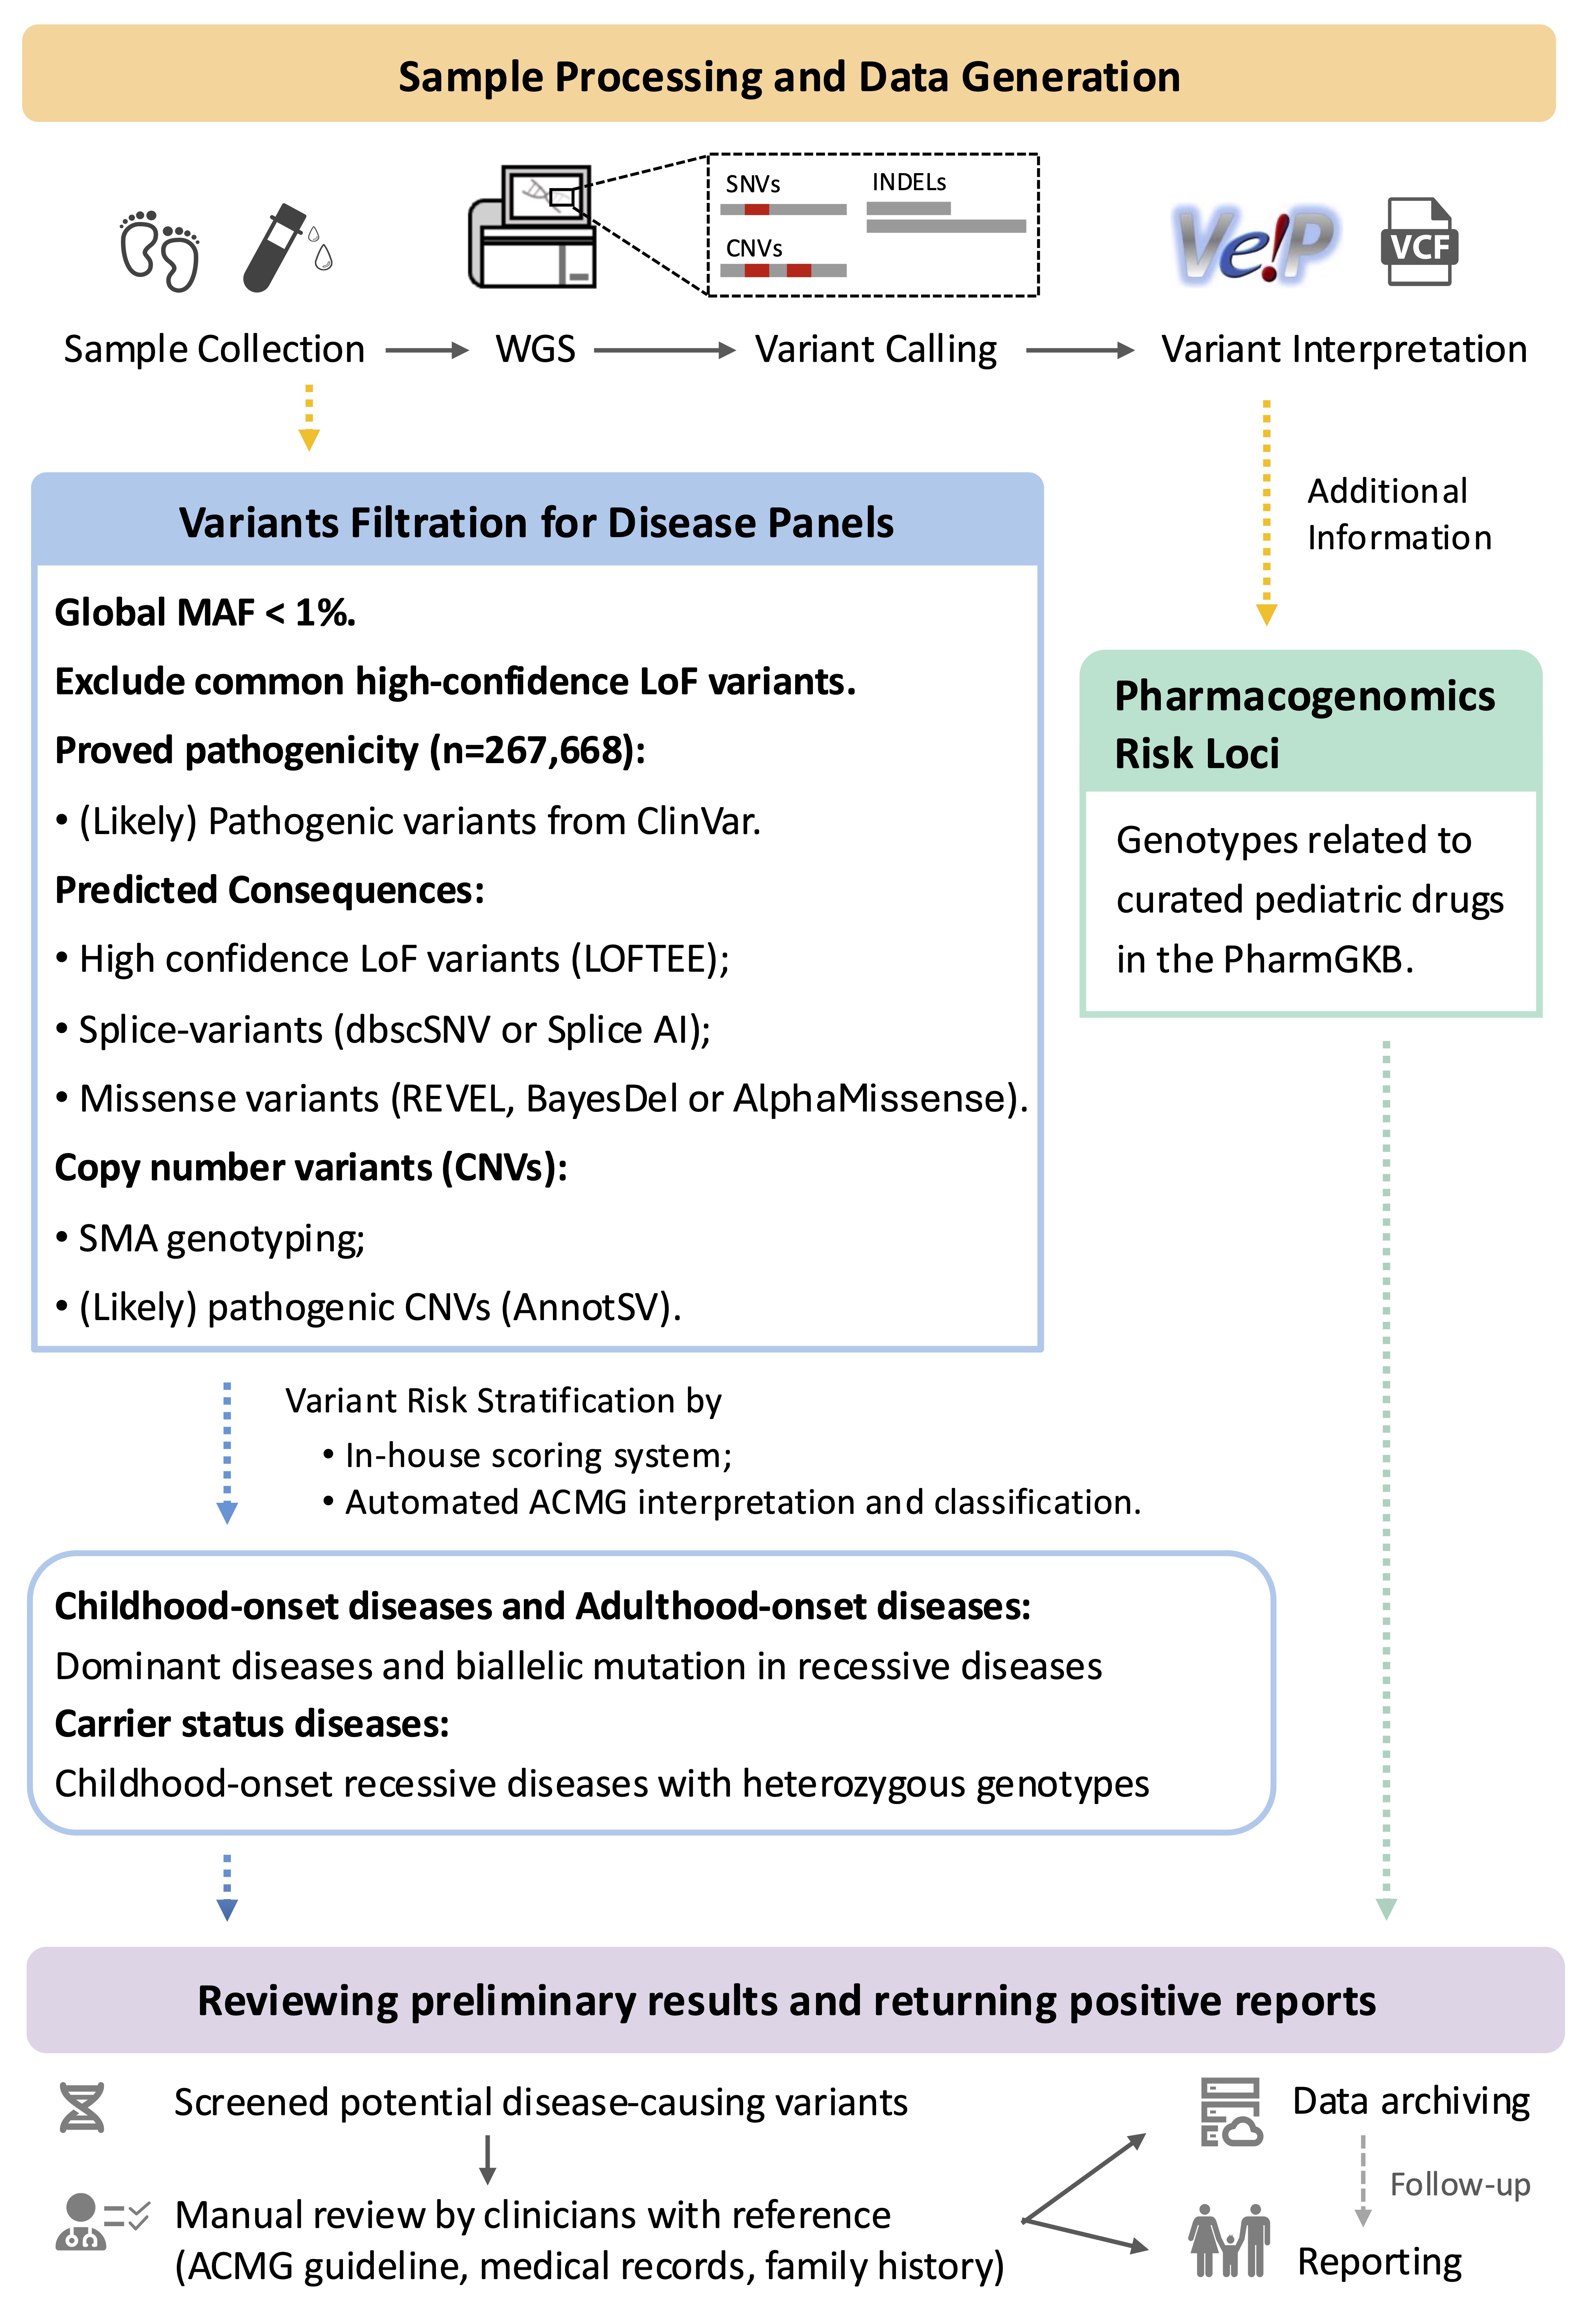 Sample Processing and Data Generation
SNVs
INDELs
CNVs
Ve!P
VCF
Sample Collection
WGS
Variant Calling
Variant Interpretation
Additional
Information
Variants Filtration for Disease Panels
Global MAF < 1%.
Exclude common high-confidence LoF variants.
Proved pathogenicity (n=267,668):
• (Likely) Pathogenic variants from ClinVar.
Predicted Consequences:
• High confidence LoF variants (LOFTEE);
• Splice-variants (dbscSNV or Splice AI);
• Missense variants (REVEL, BayesDel or AlphaMissense).
Copy number variants (CNVs):
• SMA genotyping;
• (Likely) pathogenic CNVs (AnnotSV).
Pharmacogenomics
Risk Loci
Genotypes related to
curated pediatric drugs
in the PharmGKB.
Variant Risk Stratification by
• In-house scoring system;
• Automated ACMG interpretation and classification.
Childhood-onset diseases and Adulthood-onset diseases:
Dominant diseases and biallelic mutation in recessive diseases
Carrier status diseases:
Childhood-onset recessive diseases with heterozygous genotypes
Reviewing preliminary results and returning positive reports
Screened potential disease-causing variants
Manual review by clinicians with reference
(ACMG guideline, medical records, family history)
Data archiving
Follow-up
Reporting